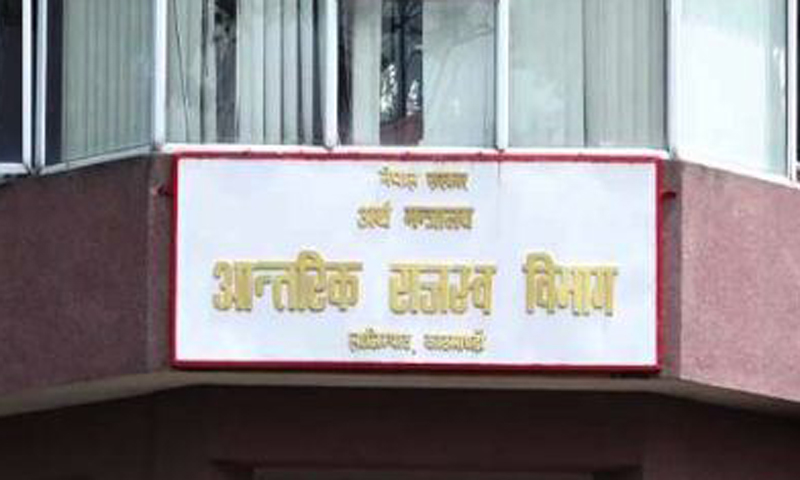 नेपाल सरकार
अर्थ मन्त्रालय
आन्तरिक राजस्व विभाग
लाजिम्पाट, काठमाण्डौ